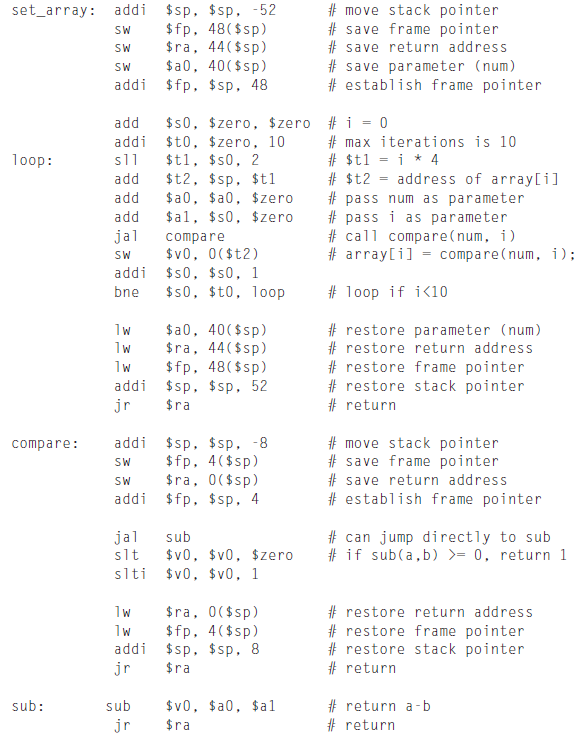 set_array: addi $sp, $sp, -52 # move stack pointer
sw $fp, 48($sp) # save frame pointer
sw $ra, 44($sp) # save return address
sw $a0, 40($sp) # save parameter (num)
addi $fp, $sp, 48 # establish frame pointer
add $s0, $zero, $zero # i = 0
addi $t0, $zero, 10 # max iterations is 10
loop: sll $t1, $s0, 2 # $t1 = i * 4
add $t2, $sp, $t1 # $t2 = address of array[i]
add $a0, $a0, $zero # pass num as parameter
add $a1, $s0, $zero # pass i as parameter
jal compare # call compare(num, i)
sw $v0, 0($t2) # array[i] = compare(num, i);
addi $s0, $s0, 1
bne $s0, $t0, loop # loop if i<10
lw $a0, 40($sp) # restore parameter (num)
lw $ra, 44($sp) # restore return address
lw $fp, 48($sp) # restore frame pointer
addi $sp, $sp, 52 # restore stack pointer
jr $ra # return
compare: addi $sp, $sp, -8 # move stack pointer
sw $fp, 4($sp) # save frame pointer
sw $ra, 0($sp) # save return address
addi $fp, $sp, 4 # establish frame pointer
jal sub # can jump directly to sub
slt $v0, $v0, $zero # if sub(a,b) >= 0, return 1
slti $v0, $v0, 1
lw $ra, 0($sp) # restore return address
lw $fp, 4($sp) # restore frame pointer
addi $sp, $sp, 8 # restore stack pointer
jr $ra # return
sub: sub $v0, $a0, $a1 # return a-b
jr $ra # return